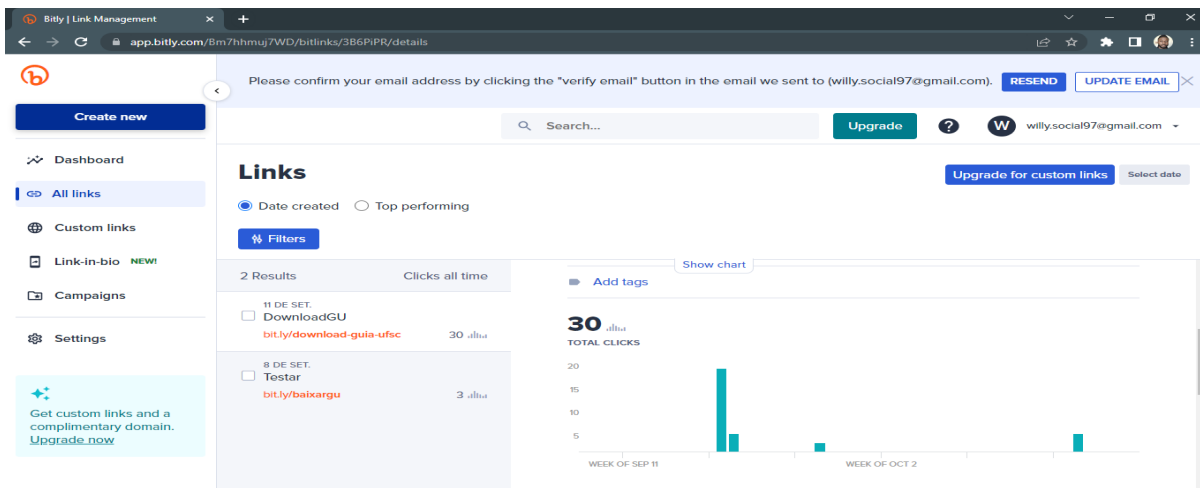 Bitly | Link Management
app.bitly.com/Bm7hhmuj7WD/bitlinks/3B6PiPR/details
Please confirm your email address by clicking the "verify email" button in the email we sent to (willy.social97@gmail.com). RESEND UPDATE EMAIL
Create new
Search... Upgrade ? W willy.social97@gmail.com
Dashboard
All links
Custom links
Link-in-bio NEW!
Campaigns
Settings
Get custom links and a
complimentary domain.
Upgrade now
Links
Upgrade for custom links Select date
Date created Top performing
Filters
2 Results Clicks all time
11 DE SET.
DownloadGU
bit.ly/download-guia-ufsc 30
8 DE SET.
Testar
bit.ly/baixargu 3
Show chart
Add tags
30
TOTAL CLICKS
20
15
10
5
WEEK OF SEP 11 WEEK OF OCT 2